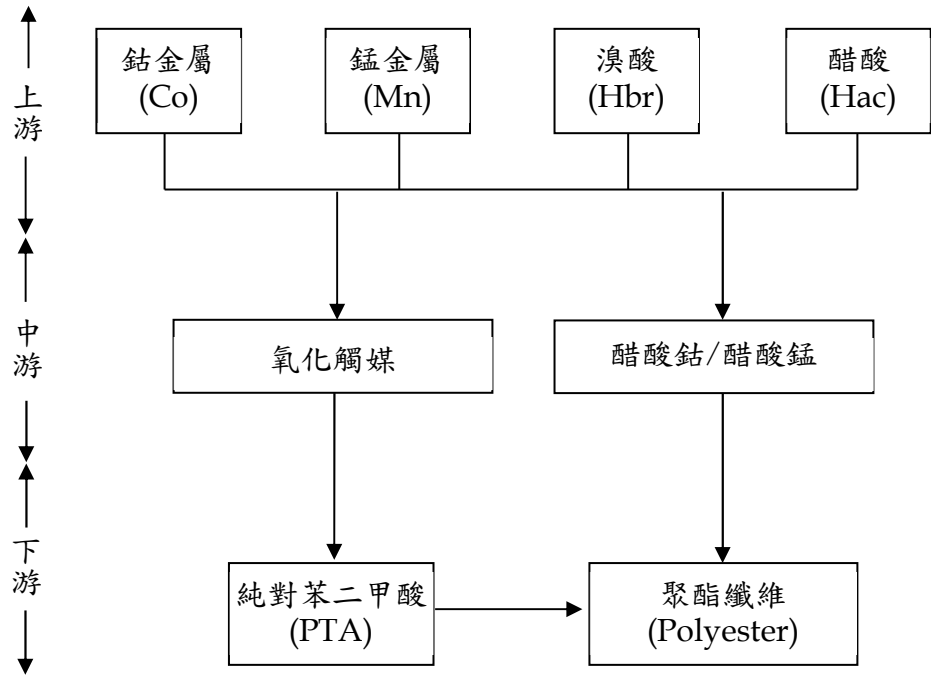 上游
鈷金屬
(Co)
錳金屬
(Mn)
溴酸
(Hbr)
醋酸
(Hac)
中游
氧化觸媒
醋酸鈷/醋酸錳
下游
純對苯二甲酸
(PTA)
聚酯纖維
(Polyester)